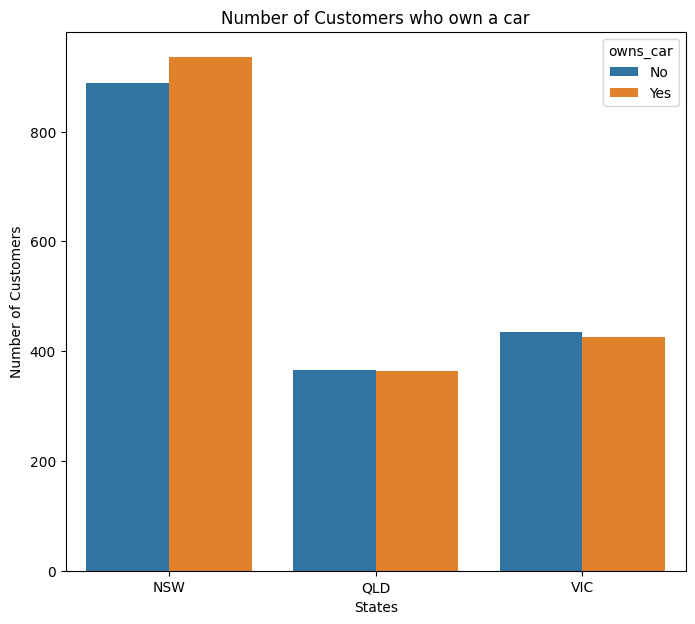 Number of Customers who own a car
owns_car
No
Yes
Number of Customers
800
600
400
200
0
NSW
QLD
VIC
States